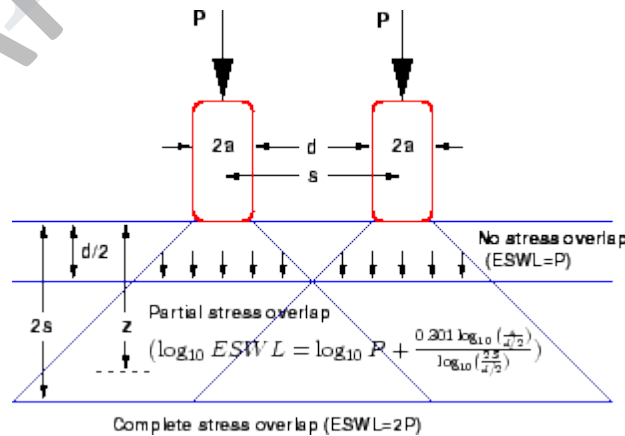 P P
2a d 2a
s
d/2
No stress overlap
(ESWL=P)
2s z
Partial stress overlap
(log₁₀ ESWL = log₁₀ P + 0.301 log₁₀ (z/(d/2)) / log₁₀ (2s/(d/2)))
Complete stress overlap (ESWL=2P)